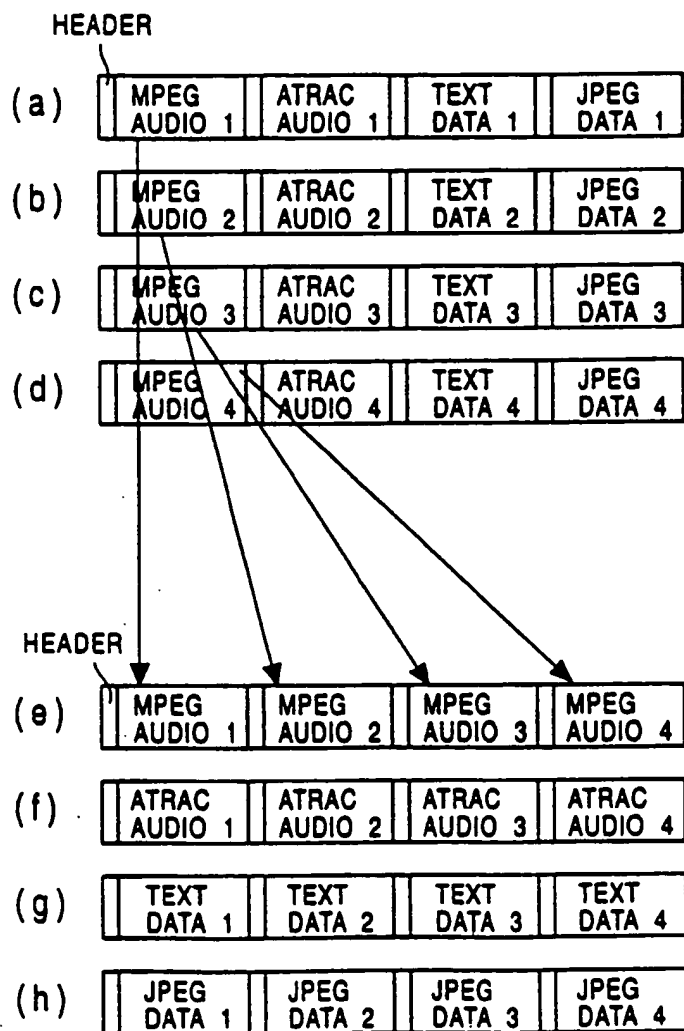 HEADER
(a) MPEG AUDIO 1 ATRAC AUDIO 1 TEXT DATA 1 JPEG DATA 1
(b) MPEG AUDIO 2 ATRAC AUDIO 2 TEXT DATA 2 JPEG DATA 2
(c) MPEG AUDIO 3 ATRAC AUDIO 3 TEXT DATA 3 JPEG DATA 3
(d) MPEG AUDIO 4 ATRAC AUDIO 4 TEXT DATA 4 JPEG DATA 4
HEADER
(e) MPEG AUDIO 1 MPEG AUDIO 2 MPEG AUDIO 3 MPEG AUDIO 4
(f) ATRAC AUDIO 1 ATRAC AUDIO 2 ATRAC AUDIO 3 ATRAC AUDIO 4
(g) TEXT DATA 1 TEXT DATA 2 TEXT DATA 3 TEXT DATA 4
(h) JPEG DATA 1 JPEG DATA 2 JPEG DATA 3 JPEG DATA 4